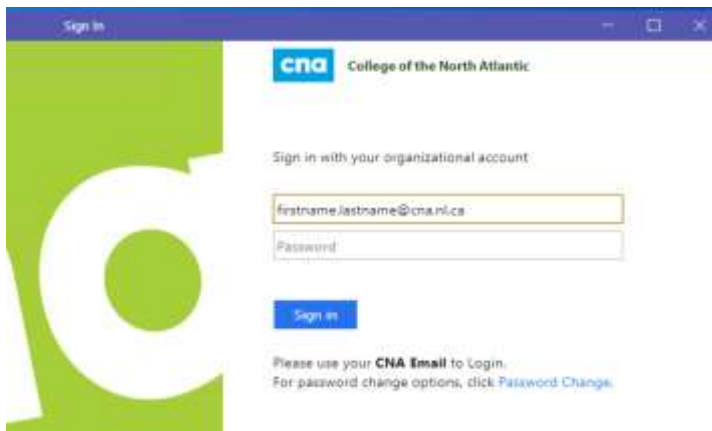 Sign in
cna College of the North Atlantic
Sign in with your organizational account
firstname.lastname@cna.nl.ca
Password
Sign in
Please use your CNA Email to Login.
For password change options, click Password Change.